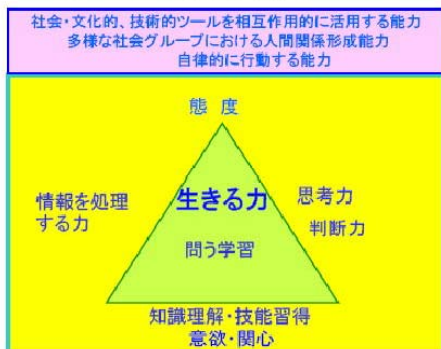 社会・文化的、技術的ツールを相互作用的に活用する能力
多様な社会グループにおける人間関係形成能力
自律的に行動する能力
態 度
情報を処理
する力
生きる力
思考力
判断力
問う学習
知識理解・技能習得
意欲・関心